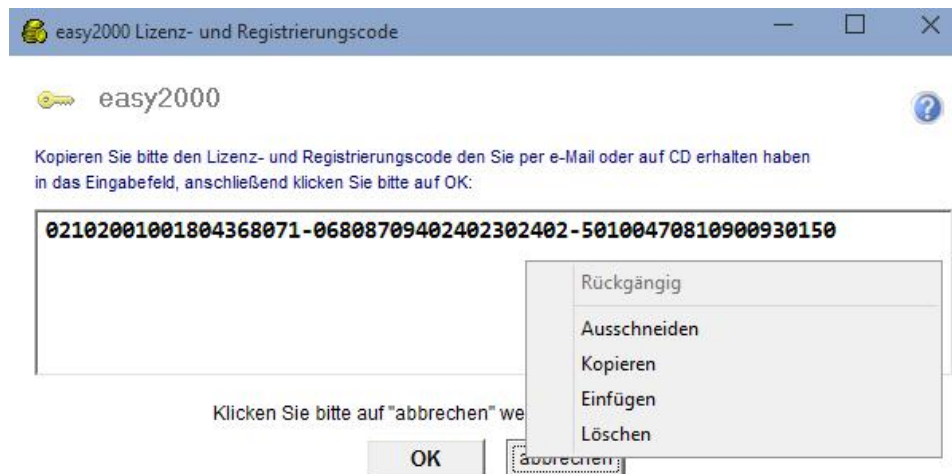 easy2000 Lizenz- und Registrierungscode
easy2000
Kopieren Sie bitte den Lizenz- und Registrierungscode den Sie per e-Mail oder auf CD erhalten haben
in das Eingabefeld, anschließend klicken Sie bitte auf OK:
02102001001804368071-06808709402402302402-50100470810900930150
Rückgängig
Ausschneiden
Kopieren
Einfügen
Löschen
Klicken Sie bitte auf "abbrechen" we
OK
abbrechen